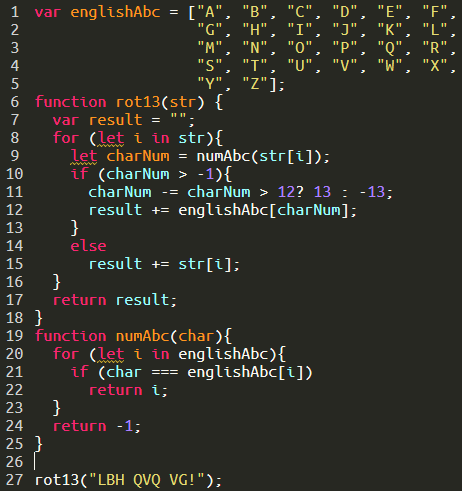 1 var englishAbc = ["A", "B", "C", "D", "E", "F",
2 "G", "H", "I", "J", "K", "L",
3 "M", "N", "O", "P", "Q", "R",
4 "S", "T", "U", "V", "W", "X",
5 "Y", "Z"];
6 function rot13(str) {
7 var result = "";
8 for (let i in str){
9 let charNum = numAbc(str[i]);
10 if (charNum > -1){
11 charNum -= charNum > 12? 13 : -13;
12 result += englishAbc[charNum];
13 }
14 else
15 result += str[i];
16 }
17 return result;
18 }
19 function numAbc(char){
20 for (let i in englishAbc){
21 if (char === englishAbc[i])
22 return i;
23 }
24 return -1;
25 }
26
27 rot13("LBH QVQ VG!");